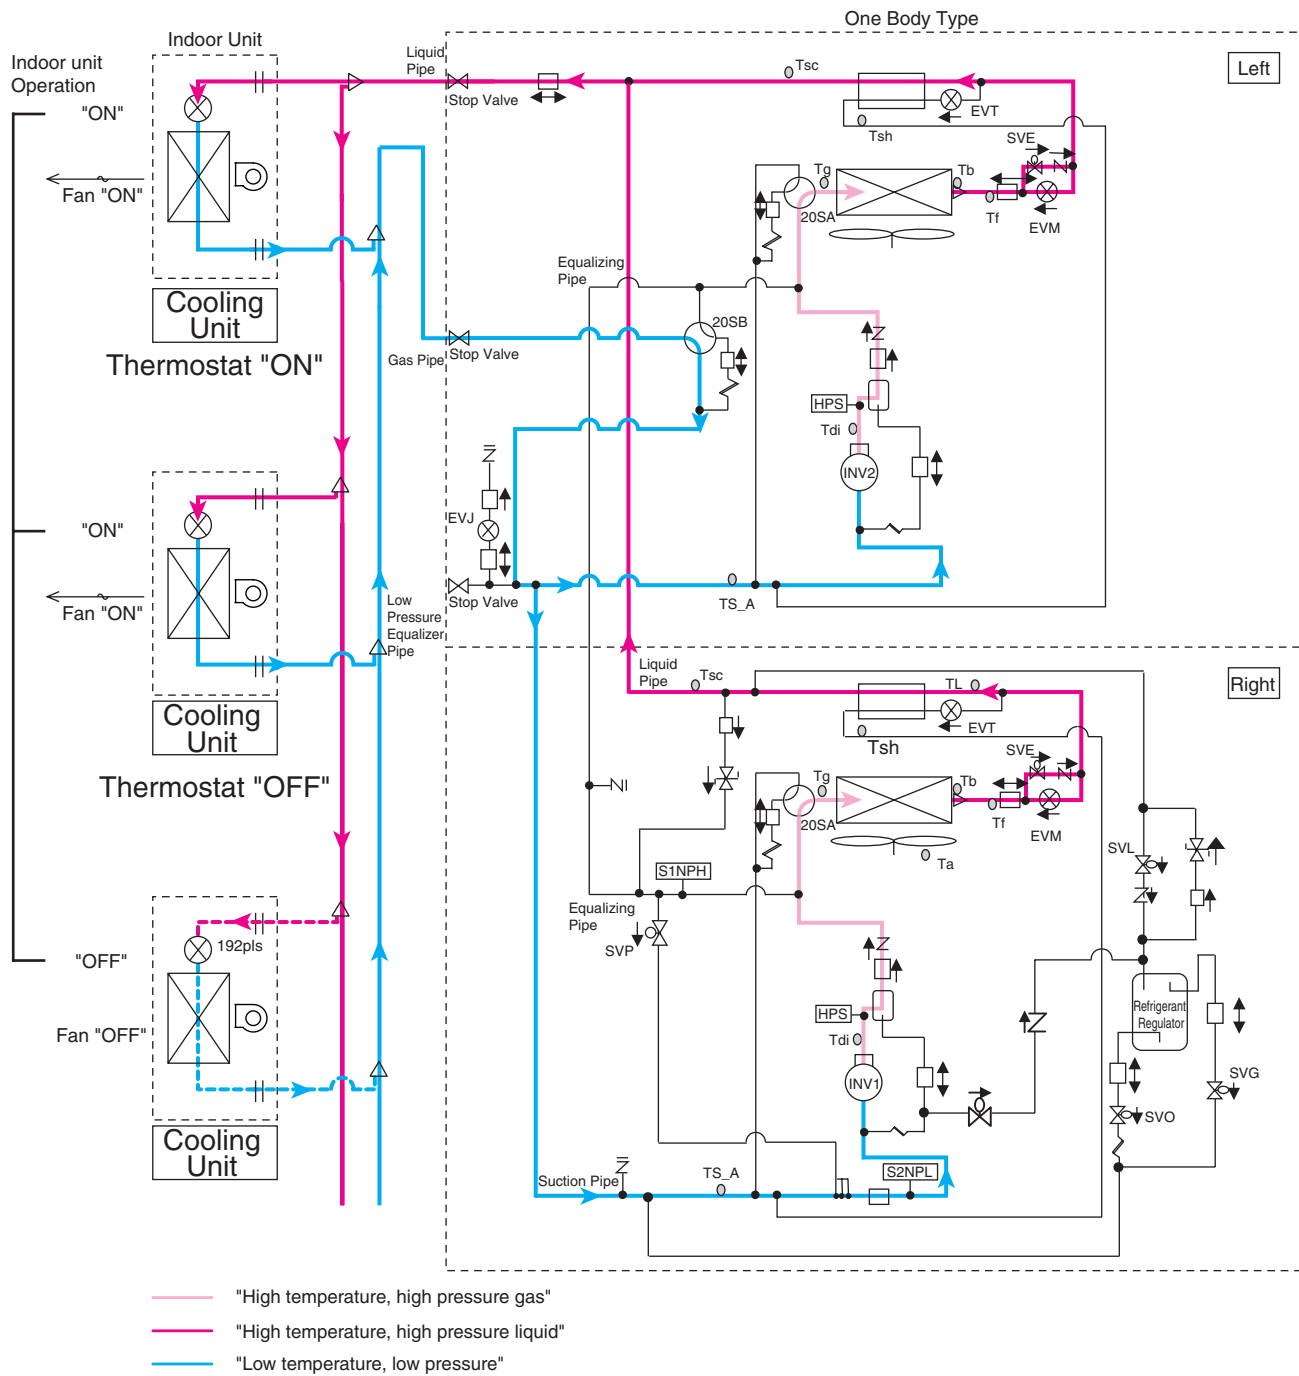 One Body Type
Indoor Unit
Indoor unit
Operation
Liquid
Pipe
Stop Valve
Tsc
Left
"ON"
EVT
Tsh
SVE
Fan "ON"
Tg
Tb
20SA
Tf
EVM
Equalizing
Pipe
Cooling
Unit
20SB
Thermostat "ON"
Gas Pipe
Stop Valve
HPS
Tdi
INV2
EVJ
"ON"
Fan "ON"
Low
Pressure
Equalizer
Pipe
Stop Valve
TS_A
Liquid
Pipe
Tsc
TL
Right
Cooling
Unit
EVT
Tsh
SVE
Thermostat "OFF"
Tg
Tb
20SA
Tf
EVM
Ta
SVL
S1NPH
Equalizing
Pipe
SVP
192pls
"OFF"
Fan "OFF"
HPS
Tdi
INV1
Refrigerant
Regulator
SVG
SVO
Cooling
Unit
Suction Pipe
TS_A
S2NPL
"High temperature, high pressure gas"
"High temperature, high pressure liquid"
"Low temperature, low pressure"